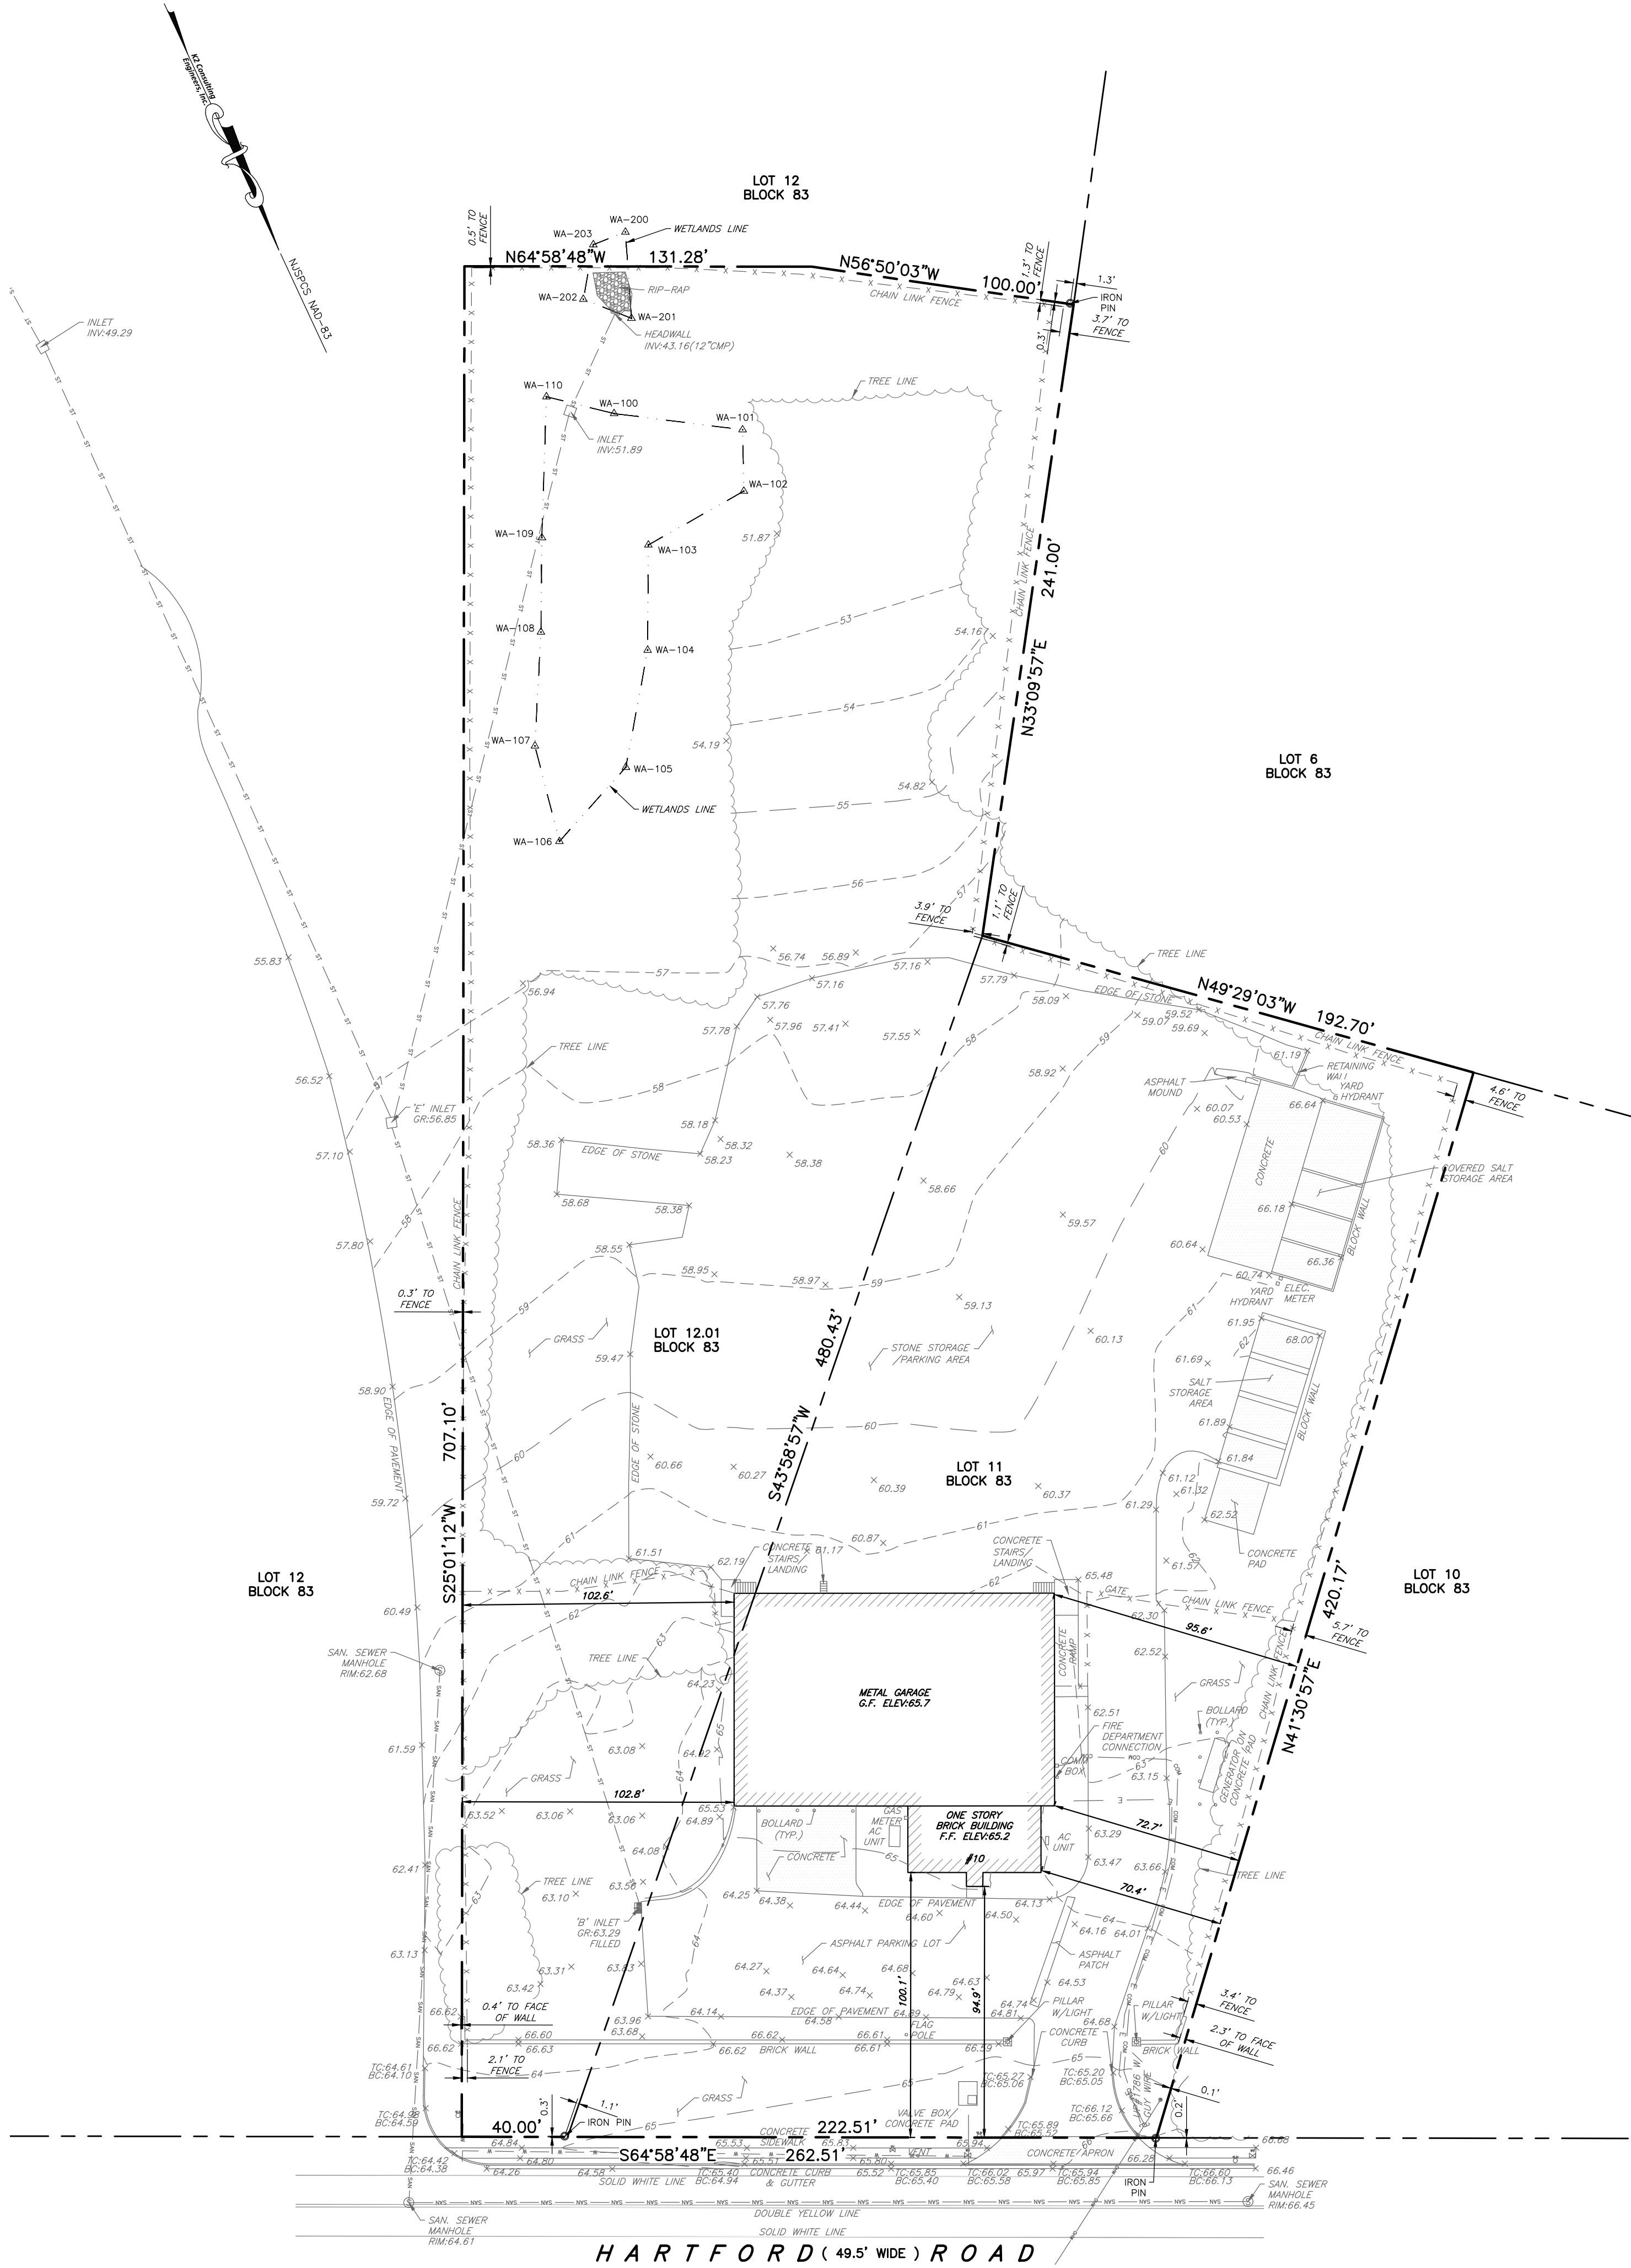 K2 Consulting
Engineers, Inc.
NJSPCS NAD-83
LOT 12
BLOCK 83
0.5' TO
FENCE
WA-203
WA-200
WETLANDS LINE
N64°58'48"W 131.28'
N56°50'03"W 100.00'
CHAIN LINK FENCE
1.3' TO
FENCE
1.3'
IRON
PIN
3.7' TO
FENCE
0.3'
INLET
INV:49.29
WA-202
RIP-RAP
WA-201
HEADWALL
INV:43.16(12"CMP)
TREE LINE
WA-110
WA-100
WA-101
INLET
INV:51.89
WA-102
WA-109
WA-103
51.87
CHAIN LINK FENCE
N33°09'57"E 241.00'
53
54.167
WA-108
WA-104
54
54.19
WA-107
WA-105
LOT 6
BLOCK 83
54.82
WETLANDS LINE
55
WA-106
56
57
3.9' TO
FENCE
1.1' TO
FENCE
TREE LINE
55.83
57
56.74
56.89
57.16
57.16
57.79
56.94
EDGE OF STONE
58.09
N49°29'03"W 192.70'
CHAIN LINK FENCE
57.76
57.78
57.96
57.41
57.55
58
59
59.07
59.52
59.69
61.19
RETAINING
WALL
YARD
HYDRANT
TREE LINE
58
58.92
ASPHALT
MOUND
66.64
4.6' TO
FENCE
56.52
57
'E' INLET
GR:56.85
60.07
60.53
58.18
58.36
EDGE OF STONE
58.32
58.23
58.38
57.10
60
CONCRETE
COVERED SALT
STORAGE AREA
58.68
58.38
58.66
66.18
BLOCK WALL
58
57.80
CHAIN LINK FENCE
58.55
59.57
60.64
66.36
58.95
58.97
59
60.74
ELEC.
METER
YARD
HYDRANT
0.3' TO
FENCE
59
59.13
61
61.95
62
68.00
GRASS
LOT 12.01
BLOCK 83
480.43'
STONE STORAGE
/PARKING AREA
60.13
59.47
61.69
SALT
STORAGE
AREA
BLOCK WALL
58.90
EDGE OF PAVEMENT
S25°01'12"W 707.10'
60
EDGE OF STONE
S43°58'57"W
60
61.89
60.66
60.27
60.39
LOT 11
BLOCK 83
60.37
61.84
61.12
61.32
61.29
62.52
59.72
61
61
60.87
61.17
61.51
62.19
CONCRETE
STAIRS/
LANDING
CONCRETE
STAIRS/
LANDING
62
61.57
62
CONCRETE
PAD
LOT 12
BLOCK 83
CHAIN LINK FENCE
102.6'
62
65.48
GATE
CHAIN LINK FENCE
62.30
LOT 10
BLOCK 83
N41°30'57"E 420.17'
60.49
SAN. SEWER
MANHOLE
RIM:62.68
63
TREE LINE
95.6'
5.7' TO
FENCE
CONCRETE
RAMP
62.52
64.23
METAL GARAGE
G.F. ELEV:65.7
GRASS
CHAIN LINK FENCE
65
62.51
FIRE
DEPARTMENT
CONNECTION
BOLLARD
(TYP.)
61.59
63.08
64.92
COMM
BOX
63
63.15
GENERATOR ON
CONCRETE PAD
GRASS
64
102.8'
63.52
63.06
63.06
65.53
64.89
BOLLARD
(TYP.)
GAS
METER
AC
UNIT
ONE STORY
BRICK BUILDING
F.F. ELEV:65.2
#10
AC
UNIT
63.29
72.7'
CONCRETE
65
64.08
63.47
63.66
62.41
63
TREE LINE
63.10
63.56
TREE LINE
70.4'
64.25
64.38
64.44
EDGE OF PAVEMENT
64.60
64.50
64.13
'B' INLET
GR:63.29
FILLED
64
ASPHALT PARKING LOT
64.16
64.01
64
ASPHALT
PATCH
63.13
63.31
63.83
64.27
64.64
64.68
64.63
64.53
63.42
64.37
64.74
100.1'
64.79
94.9'
64.74
PILLAR
W/LIGHT
PILLAR
W/LIGHT
3.4' TO
FENCE
66.62
0.4' TO FACE
OF WALL
63.96
63.68
64.14
EDGE OF PAVEMENT
64.58
64.89
FLAG
POLE
64.81
64.68
CONCRETE
CURB
2.3' TO FACE
OF WALL
66.62
66.60
66.63
66.62
66.62
BRICK WALL
66.61
66.61
66.59
BRICK WALL
TC:64.61
BC:64.10
2.1' TO
FENCE
64
65
65
TC:65.27
BC:65.06
TC:65.20
BC:65.05
UP#1786 W/
GUY WIRE
0.1'
TC:64.98
BC:64.59
0.3'
1.1'
GRASS
VALVE BOX/
CONCRETE PAD
TC:66.12
BC:65.66
0.2'
40.00'
IRON PIN
65
CONCRETE
SIDEWALK
222.51'
TC:65.89
BC:65.52
66
66.68
64.84
64.80
S64°58'48"E 262.51'
65.53
65.51
65.83
65.80
VENT
65.94
CONCRETE APRON
66.28
TC:64.42
BC:64.38
64.26
64.58
SOLID WHITE LINE
TC:65.40
BC:64.94
CONCRETE CURB
& GUTTER
65.52
TC:65.85
BC:65.40
TC:66.02
BC:65.58
65.97
TC:65.94
BC:65.85
IRON
PIN
TC:66.60
BC:66.13
66.46
SAN. SEWER
MANHOLE
RIM:66.45
SAN. SEWER
MANHOLE
RIM:64.61
DOUBLE YELLOW LINE
SOLID WHITE LINE
HARTFORD ( 49.5' WIDE ) ROAD